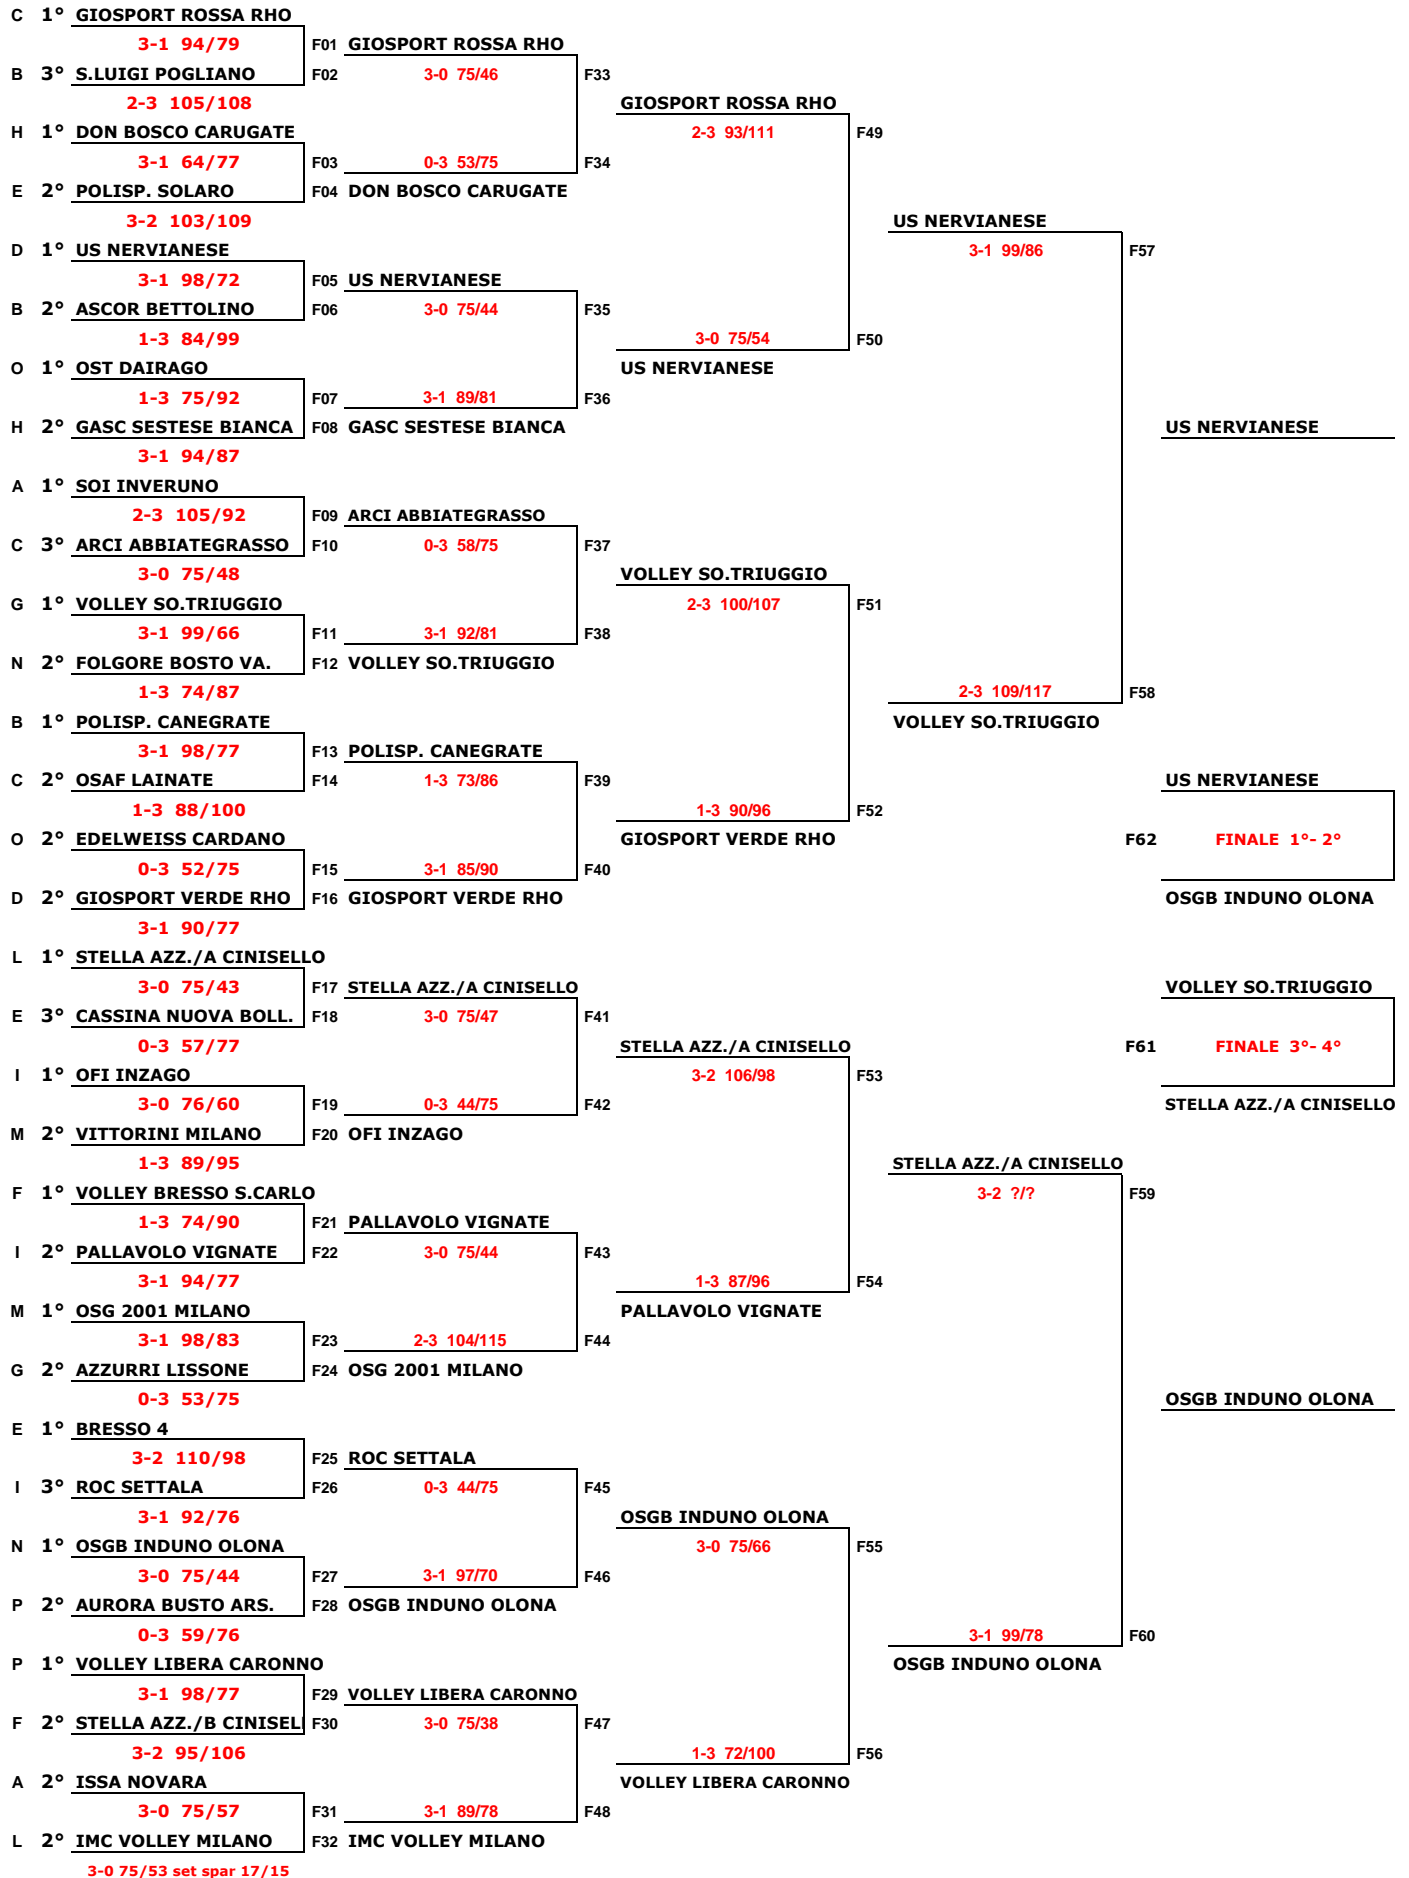 C 1° GIOSPORT ROSSA RHO
3-1 94/79 F01 GIOSPORT ROSSA RHO
B 3° S.LUIGI POGLIANO F02 3-0 75/46 F33
2-3 105/108 GIOSPORT ROSSA RHO
H 1° DON BOSCO CARUGATE 2-3 93/111 F49
3-1 64/77 F03 0-3 53/75 F34
E 2° POLISP. SOLARO F04 DON BOSCO CARUGATE
3-2 103/109 US NERVIANESE
D 1° US NERVIANESE 3-1 99/86 F57
3-1 98/72 F05 US NERVIANESE
B 2° ASCOR BETTOLINO F06 3-0 75/44 F35
1-3 84/99 3-0 75/54 F50
O 1° OST DAIRAGO US NERVIANESE
1-3 75/92 F07 3-1 89/81 F36
H 2° GASC SESTESE BIANCA F08 GASC SESTESE BIANCA US NERVIANESE
3-1 94/87
A 1° SOI INVERUNO
2-3 105/92 F09 ARCI ABBIATEGRASSO
C 3° ARCI ABBIATEGRASSO F10 0-3 58/75 F37
3-0 75/48 VOLLEY SO.TRIUGGIO
G 1° VOLLEY SO.TRIUGGIO 2-3 100/107 F51
3-1 99/66 F11 3-1 92/81 F38
N 2° FOLGORE BOSTO VA. F12 VOLLEY SO.TRIUGGIO
1-3 74/87 2-3 109/117 F58
B 1° POLISP. CANEGRATE VOLLEY SO.TRIUGGIO
3-1 98/77 F13 POLISP. CANEGRATE
C 2° OSAF LAINATE F14 1-3 73/86 F39 US NERVIANESE
1-3 88/100 1-3 90/96 F52
O 2° EDELWEISS CARDANO GIOSPORT VERDE RHO F62 FINALE 1°- 2°
0-3 52/75 F15 3-1 85/90 F40
D 2° GIOSPORT VERDE RHO F16 GIOSPORT VERDE RHO OSGB INDUNO OLONA
3-1 90/77
L 1° STELLA AZZ./A CINISELLO
3-0 75/43 F17 STELLA AZZ./A CINISELLO VOLLEY SO.TRIUGGIO
E 3° CASSINA NUOVA BOLL. F18 3-0 75/47 F41
0-3 57/77 STELLA AZZ./A CINISELLO F61 FINALE 3°- 4°
I 1° OFI INZAGO 3-2 106/98 F53
3-0 76/60 F19 0-3 44/75 F42 STELLA AZZ./A CINISELLO
M 2° VITTORINI MILANO F20 OFI INZAGO
1-3 89/95 STELLA AZZ./A CINISELLO
F 1° VOLLEY BRESSO S.CARLO 3-2 ?/? F59
1-3 74/90 F21 PALLAVOLO VIGNATE
I 2° PALLAVOLO VIGNATE F22 3-0 75/44 F43
3-1 94/77 1-3 87/96 F54
M 1° OSG 2001 MILANO PALLAVOLO VIGNATE
3-1 98/83 F23 2-3 104/115 F44
G 2° AZZURRI LISSONE F24 OSG 2001 MILANO
0-3 53/75 OSGB INDUNO OLONA
E 1° BRESSO 4
3-2 110/98 F25 ROC SETTALA
I 3° ROC SETTALA F26 0-3 44/75 F45
3-1 92/76 OSGB INDUNO OLONA
N 1° OSGB INDUNO OLONA 3-0 75/66 F55
3-0 75/44 F27 3-1 97/70 F46
P 2° AURORA BUSTO ARS. F28 OSGB INDUNO OLONA
0-3 59/76 3-1 99/78 F60
P 1° VOLLEY LIBERA CARONNO OSGB INDUNO OLONA
3-1 98/77 F29 VOLLEY LIBERA CARONNO
F 2° STELLA AZZ./B CINISEL F30 3-0 75/38 F47
3-2 95/106 1-3 72/100 F56
A 2° ISSA NOVARA VOLLEY LIBERA CARONNO
3-0 75/57 F31 3-1 89/78 F48
L 2° IMC VOLLEY MILANO F32 IMC VOLLEY MILANO
3-0 75/53 set spar 17/15